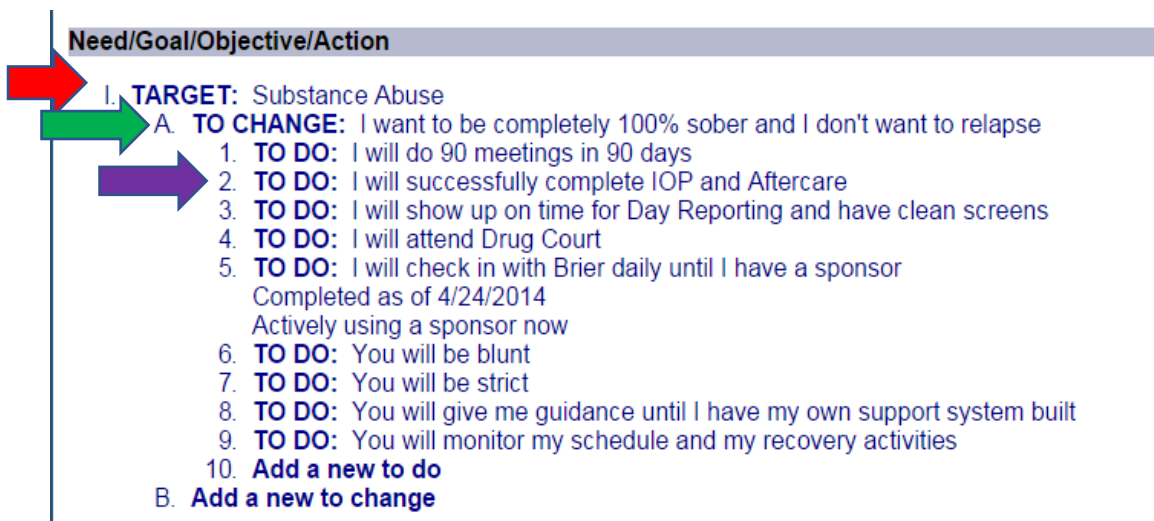 Need/Goal/Objective/Action
I. TARGET: Substance Abuse
A. TO CHANGE: I want to be completely 100% sober and I don't want to relapse
1. TO DO: I will do 90 meetings in 90 days
2. TO DO: I will successfully complete IOP and Aftercare
3. TO DO: I will show up on time for Day Reporting and have clean screens
4. TO DO: I will attend Drug Court
5. TO DO: I will check in with Brier daily until I have a sponsor
Completed as of 4/24/2014
Actively using a sponsor now
6. TO DO: You will be blunt
7. TO DO: You will be strict
8. TO DO: You will give me guidance until I have my own support system built
9. TO DO: You will monitor my schedule and my recovery activities
10. Add a new to do
B. Add a new to change